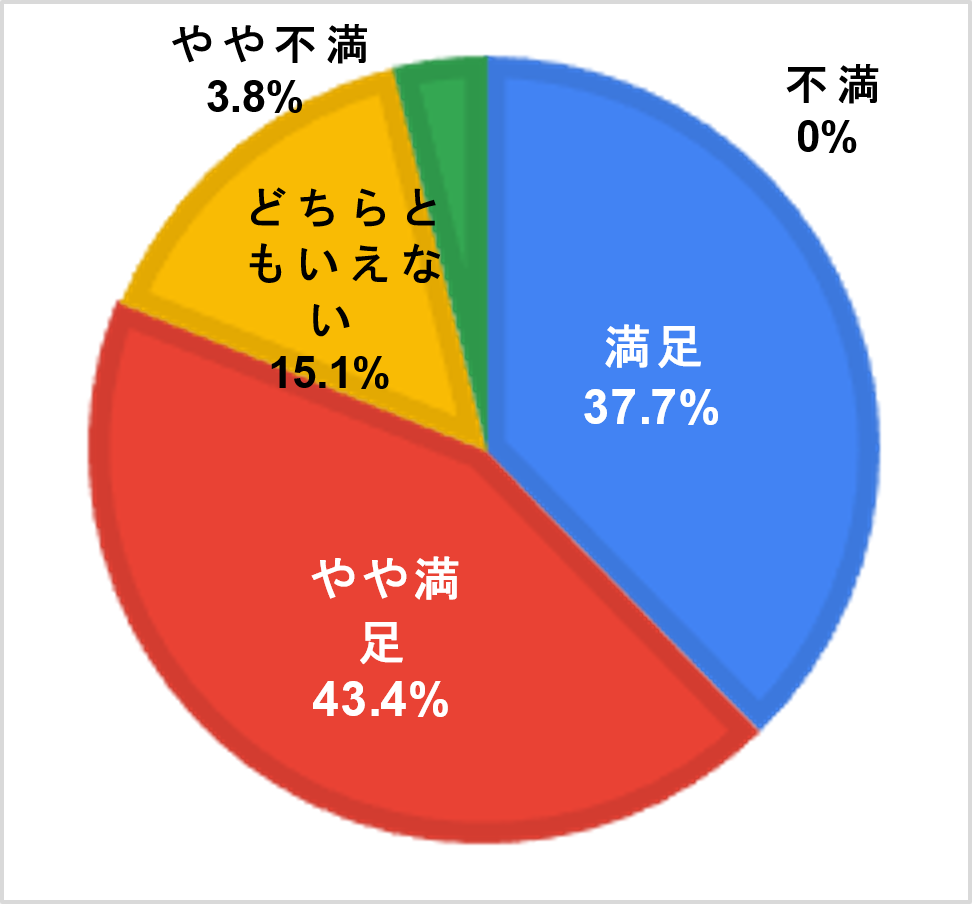 やや不満
3.8%
不満
0%
どちらと
もいえな
い
15.1%
満足
37.7%
やや満
足
43.4%